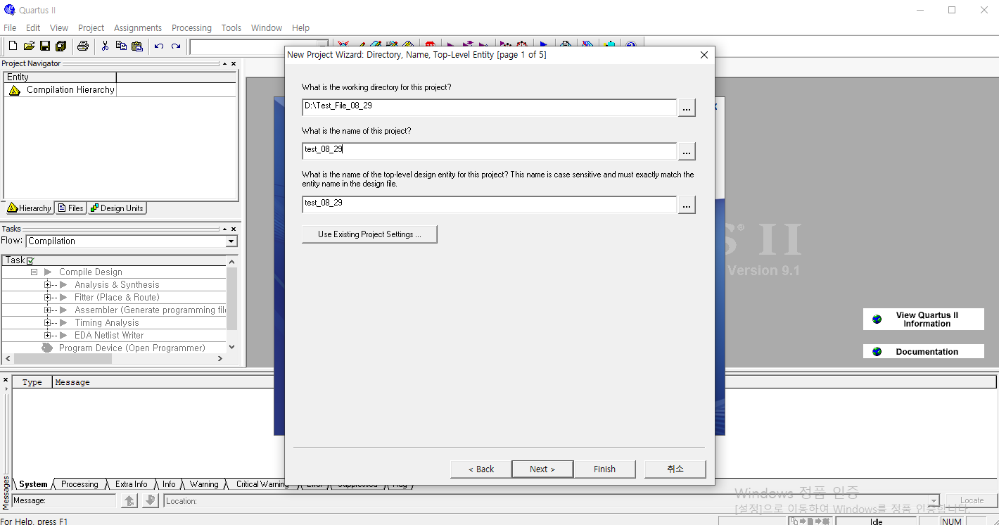 Quartus II
File Edit View Project Assignments Processing Tools Window Help
New Project Wizard: Directory, Name, Top-Level Entity [page 1 of 5]
Project Navigator
Entity
Compilation Hierarchy
Hierarchy Files Design Units
Tasks
Flow: Compilation
Task
Compile Design
Analysis & Synthesis
Fitter (Place & Route)
Assembler (Generate programming fil
Timing Analysis
EDA Netlist Writer
Program Device (Open Programmer)
What is the working directory for this project?
D:\Test_File_08_29
...
What is the name of this project?
test_08_29
...
What is the name of the top-level design entity for this project? This name is case sensitive and must exactly match the
entity name in the design file.
test_08_29
...
Use Existing Project Settings ...
< Back Next > Finish 취소
S® II
Version 9.1
View Quartus II
Information
Documentation
Type Message
System Processing Extra Info Info Warning Critical Warning
Messages
Message: Location: Locate
Windows 정품 인증
[설정]으로 이동하여 Windows를 정품 인증합니다.
For Help, press F1 Idle NUM